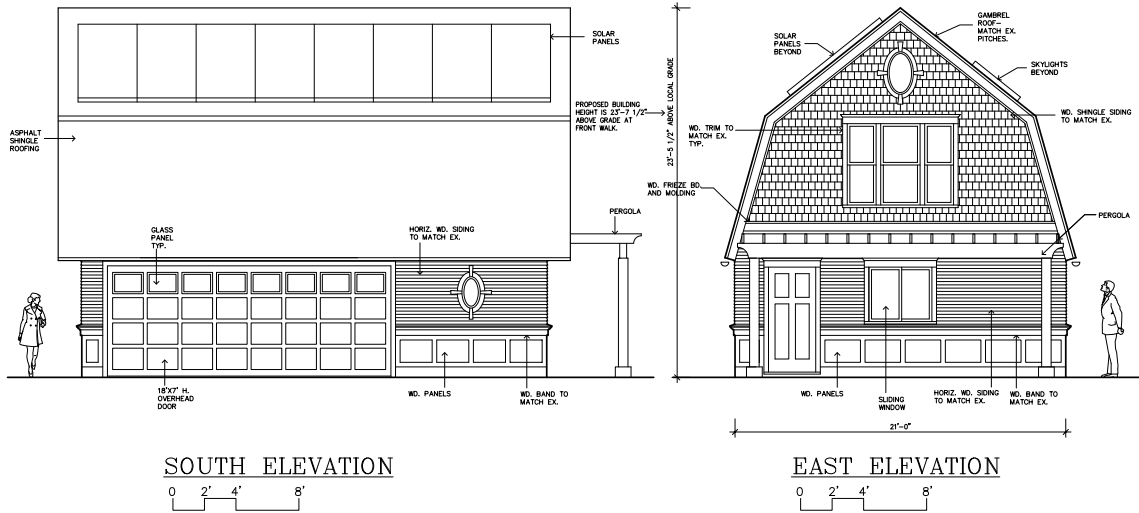 SOLAR
PANELS
ASPHALT
SHINGLE
ROOFING
PROPOSED BUILDING
HEIGHT IS 23'-7 1/2"
ABOVE GRADE AT
FRONT WALK.
GLASS
PANEL
TYP.
HORIZ. WD. SIDING
TO MATCH EX.
PERGOLA
18'X7' H.
OVERHEAD
DOOR
WD. PANELS
WD. BAND TO
MATCH EX.
SOUTH ELEVATION
0 2' 4' 8'
23'-5 1/2" ABOVE LOCAL GRADE
SOLAR
PANELS
BEYOND
GAMBREL
ROOF-
MATCH EX.
PITCHES.
SKYLIGHTS
BEYOND
WD. SHINGLE SIDING
TO MATCH EX.
WD. TRIM TO
MATCH EX.
TYP.
WD. FRIEZE BD.
AND MOLDING
PERGOLA
WD. PANELS
SLIDING
WINDOW
HORIZ. WD. SIDING
TO MATCH EX.
WD. BAND TO
MATCH EX.
21'-0"
EAST ELEVATION
0 2' 4' 8'